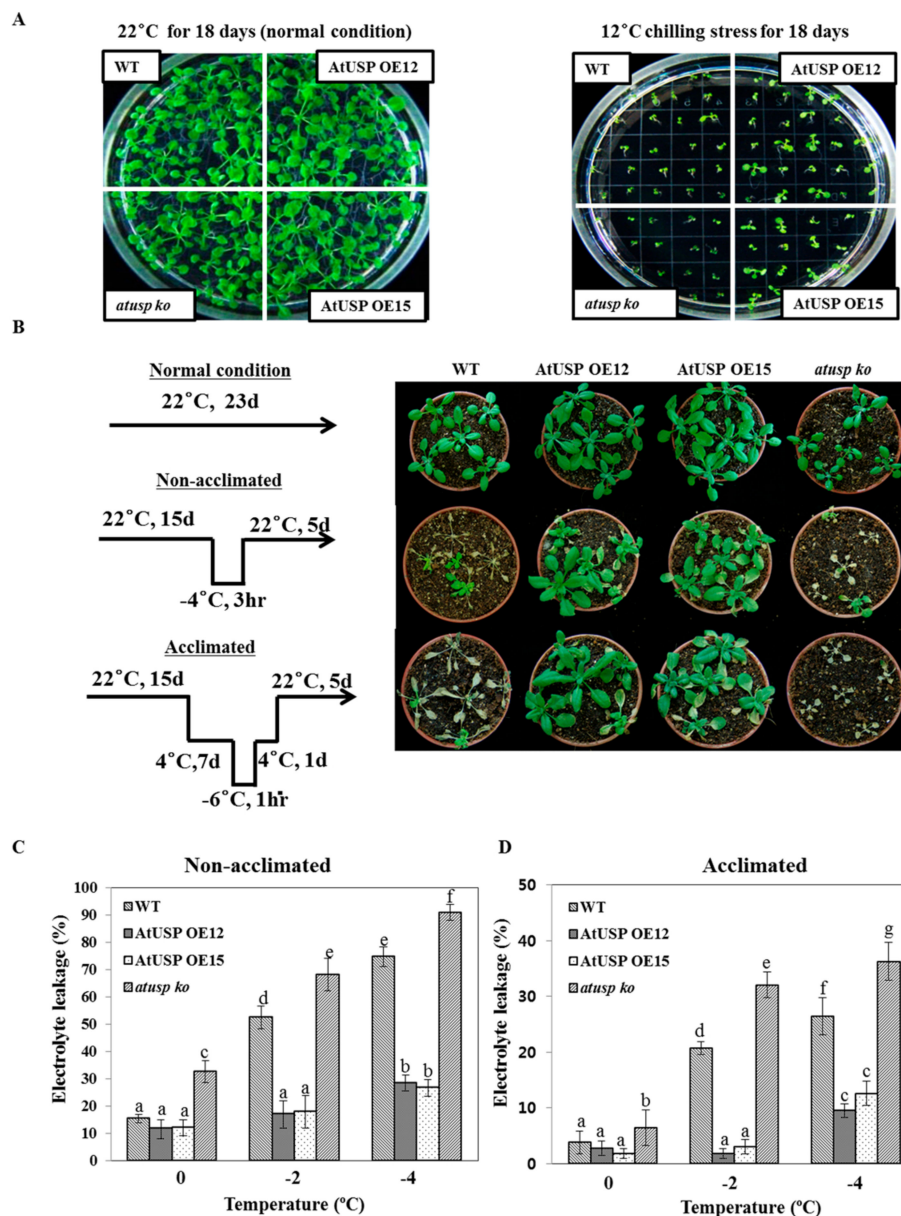 A
22°C for 18 days (normal condition)
12°C chilling stress for 18 days
WT
AtUSP OE12
WT
AtUSP OE12
atusp ko
AtUSP OE15
atusp ko
AtUSP OE15
B
Normal condition
22°C, 23d
Non-acclimated
22°C, 15d
22°C, 5d
-4°C, 3hr
Acclimated
22°C, 15d
22°C, 5d
4°C,7d
4°C, 1d
-6°C, 1hr
WT
AtUSP OE12
AtUSP OE15
atusp ko
C
Non-acclimated
Electrolyte leakage (%)
100
90
80
70
60
50
40
30
20
10
0
WT
AtUSP OE12
AtUSP OE15
atusp ko
a
a
a
c
d
a
a
e
e
b
b
f
0
-2
-4
Temperature (ºC)
D
Acclimated
Electrolyte leakage (%)
50
40
30
20
10
0
WT
AtUSP OE12
AtUSP OE15
atusp ko
a
a
a
b
d
a
a
e
f
c
c
g
0
-2
-4
Temperature (ºC)